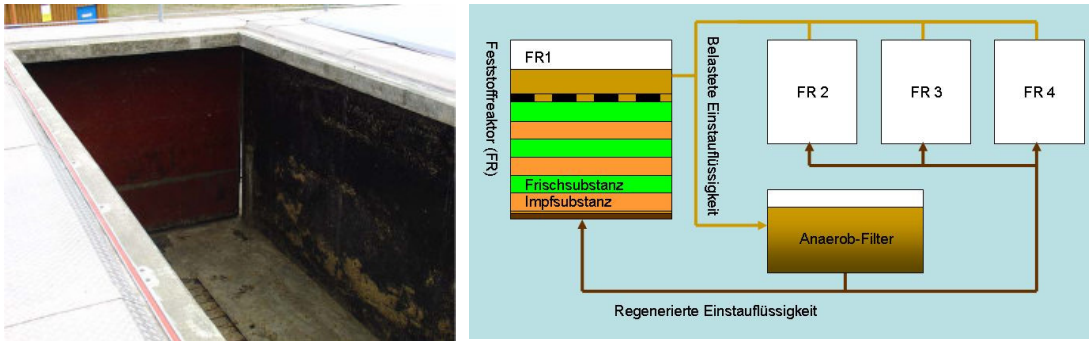 Feststoffreaktor (FR)
FR1
Frischsubstanz
Impfsubstanz
Belastete Einstauflüssigkeit
FR 2
FR 3
FR 4
Anaerob-Filter
Regenerierte Einstauflüssigkeit